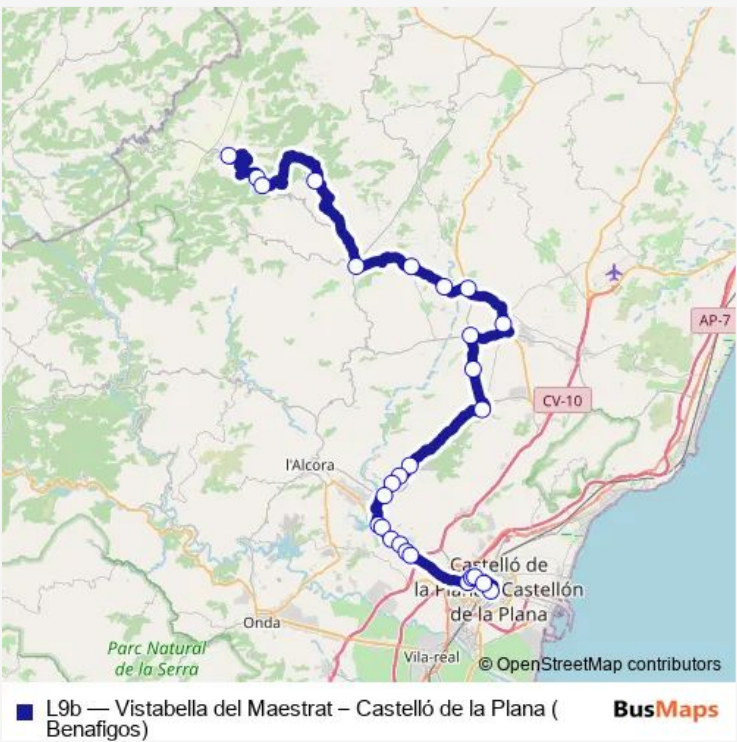 AP-7
CV-10
l'Alcora
Castelló de
la Plana Castellón
de la Plana
Onda
Parc Natural
de la Serra
Vila-real
© OpenStreetMap contributors
L9b — Vistabella del Maestrat – Castelló de la Plana (
Benafigos)
BusMaps